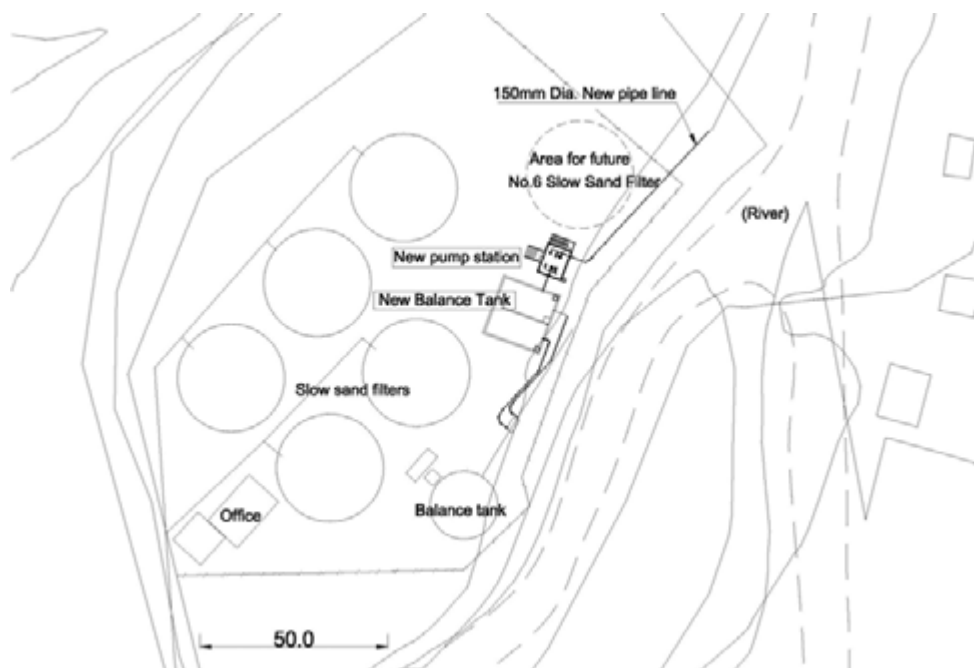 150mm Dia. New pipe line
Area for future
No.6 Slow Sand Filter
(River)
New pump station
New Balance Tank
Slow sand filters
Office
Balance tank
50.0